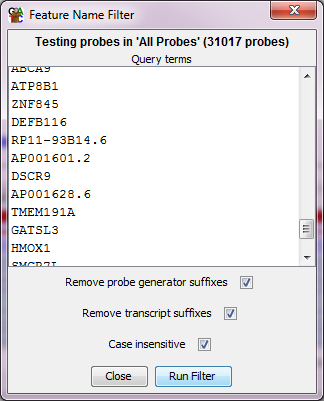 Feature Name Filter
Testing probes in 'All Probes' (31017 probes)
Query terms
ABCA9
ATP8B1
ZNF845
DEFB116
RP11-93B14.6
AP001601.2
DSCR9
AP001628.6
TMEM191A
GATSL3
HMOX1
Remove probe generator suffixes
Remove transcript suffixes
Case insensitive
Close Run Filter